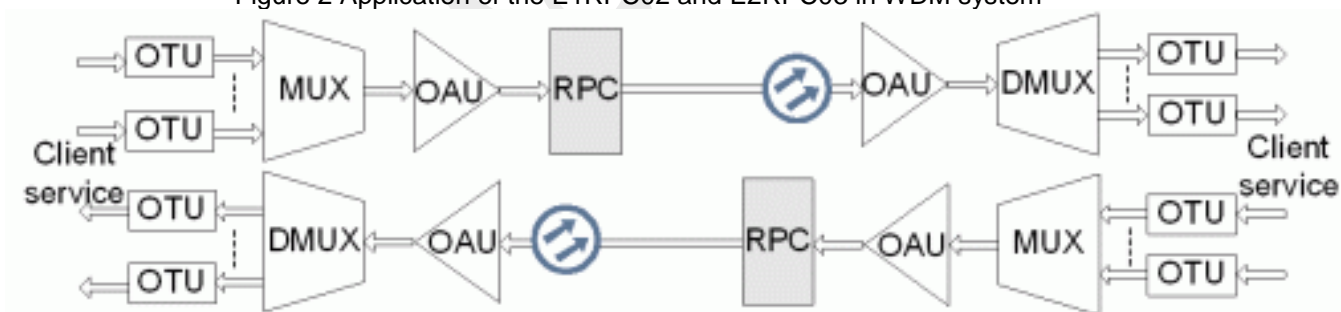 Figure 2 Application of the and in WDM system
OTU
MUX
OAU
RPC
OAU
DMUX
OTU
OTU
OTU
Client
service
Client
service
OTU
DMUX
OAU
RPC
OAU
MUX
OTU
OTU
OTU